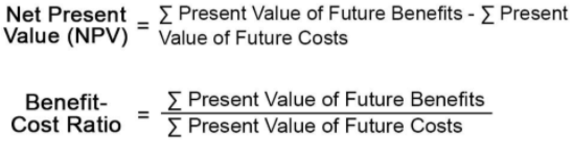 Net Present Value (NPV) = ∑ Present Value of Future Benefits - ∑ Present Value of Future Costs
Benefit-Cost Ratio = ∑ Present Value of Future Benefits / ∑ Present Value of Future Costs